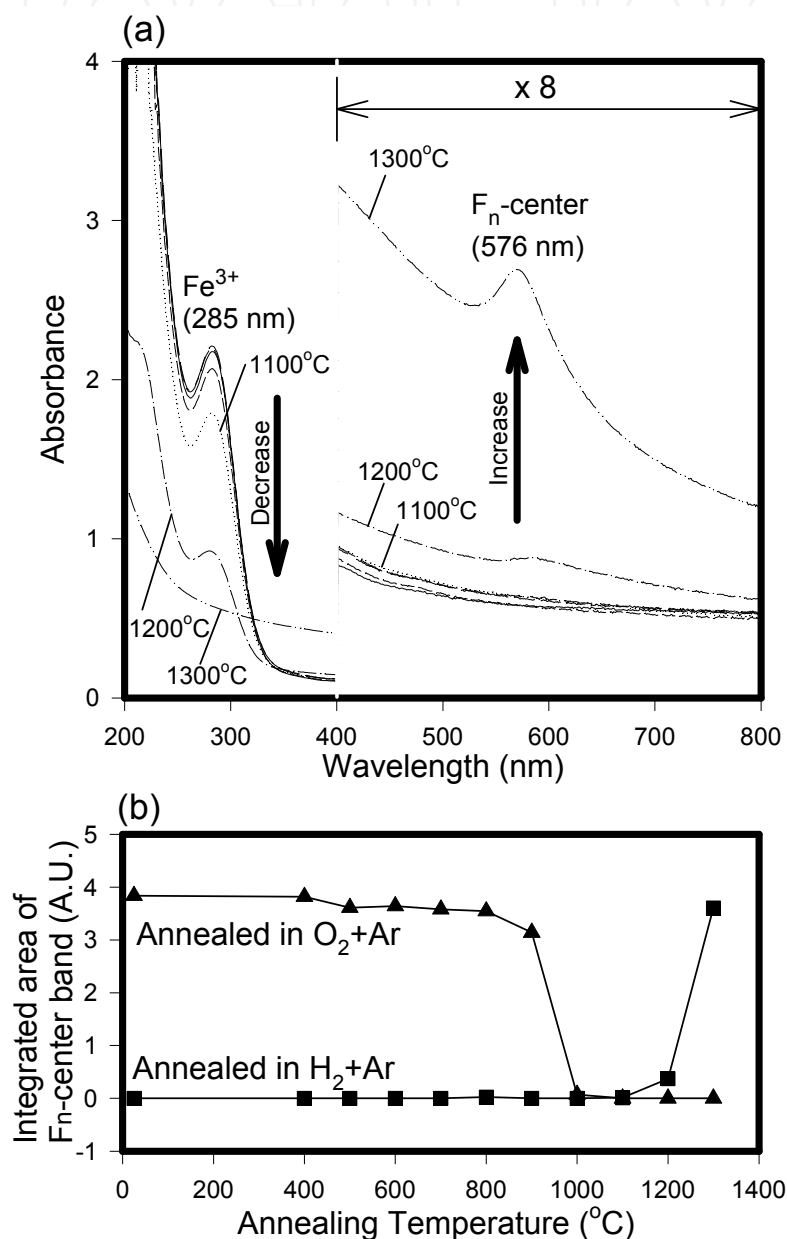 (a)
x 8
1300°C
Fn-center
(576 nm)
Fe3+
(285 nm)
1100°C
Decrease
Increase
1200°C
1100°C
1200°C
1300°C
Absorbance
4
3
2
1
0
200 300 400 500 600 700 800
Wavelength (nm)
(b)
Integrated area of
Fn-center band (A.U.)
5
4
3
2
1
0
-1
Annealed in O2+Ar
Annealed in H2+Ar
0 200 400 600 800 1000 1200 1400
Annealing Temperature (°C)